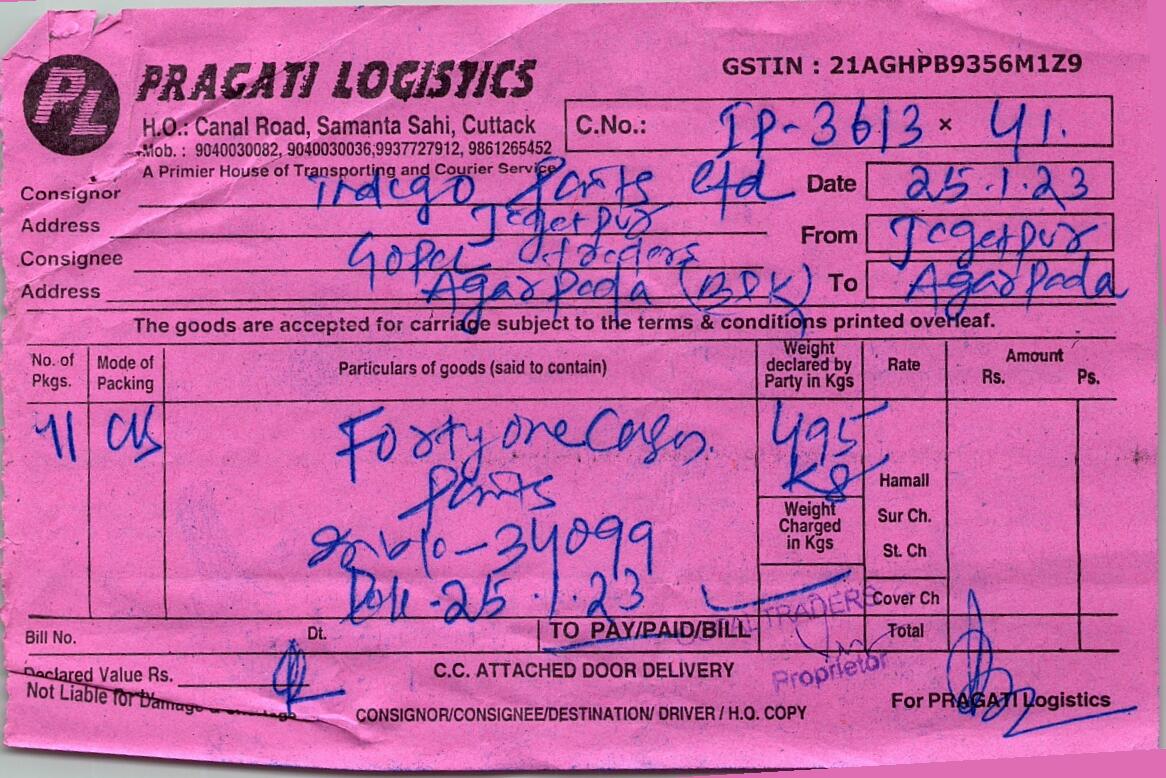 PL
PRAGATI LOGISTICS
GSTIN : 21AGHPB9356M1Z9
H.O.: Canal Road, Samanta Sahi, Cuttack
C.No.: IP-3613 × 41.
Mob. : 9040030082, 9040030036,9937727912, 9861265452
A Primier House of Transporting and Courier Service
Consignor Indigo Paints Ltd Date 25.1.23
Address Jagatpur
From Jagatpur
Consignee Gopal traders
Address Agarpada (BDK) To Agarpada
The goods are accepted for carriage subject to the terms & conditions printed overleaf.
No. of Pkgs. Mode of Packing Particulars of goods (said to contain) Weight declared by Party in Kgs Rate Amount Rs. Ps.
41 C/S Forty one Cases. 495
Paints Kg
Hamall
Weight Charged in Kgs
Sur Ch.
34099
St. Ch
25.1.23
Cover Ch
TRADERS
Bill No. Dt. TO PAY/PAID/BILL Total
Declared Value Rs. C.C. ATTACHED DOOR DELIVERY Proprietor
Not Liable for Damage
For PRAGATI Logistics
CONSIGNOR/CONSIGNEE/DESTINATION/ DRIVER / H.O. COPY